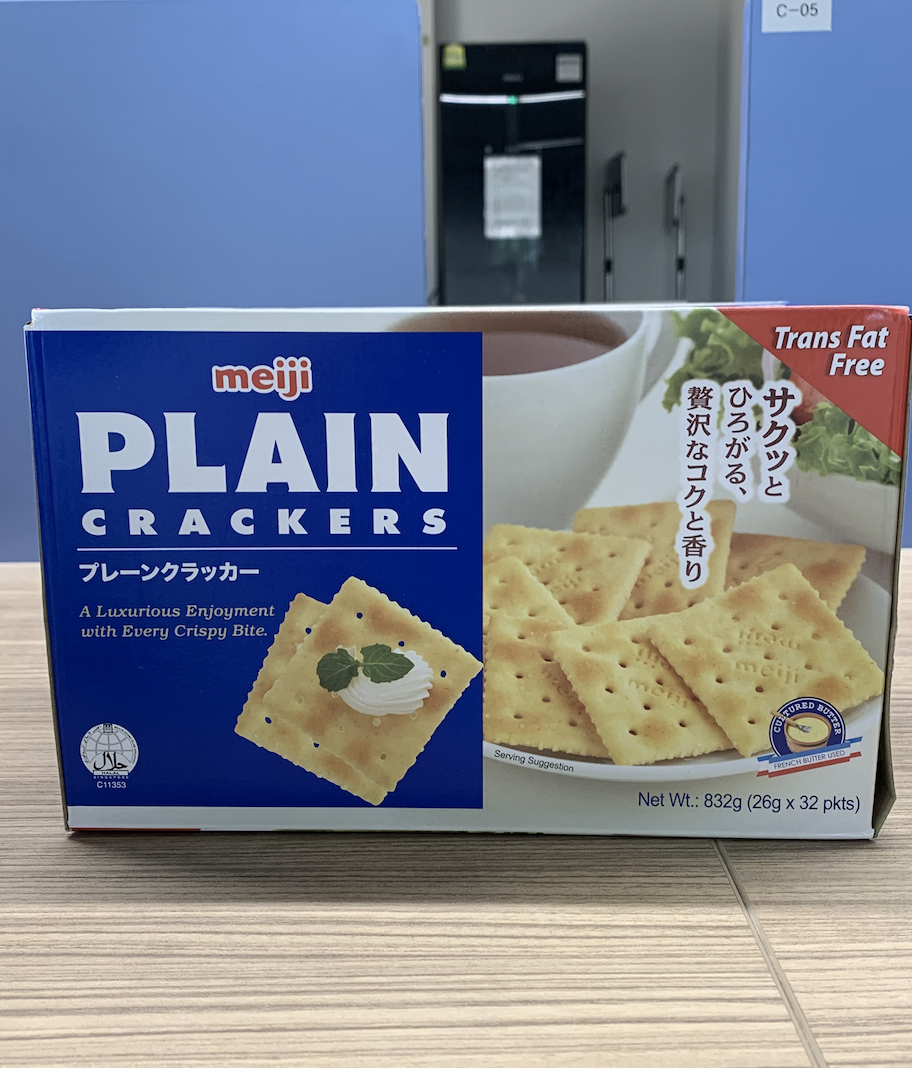 C-05
Trans Fat
Free
meiji
PLAIN
CRACKERS
プレーンクラッカー
A Luxurious Enjoyment
with Every Crispy Bite.
サクッと
ひろがる、
贅沢なコクと香り
meiji
meiji
CULTURED BUTTER
FRENCH BUTTER USED
حلال
HALAL
SINGAPORE
C11353
Serving Suggestion
Net Wt.: 832g (26g x 32 pkts)